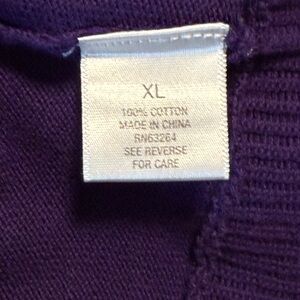 XL
100% COTTON
MADE IN CHINA
RN63264
SEE REVERSE
FOR CARE